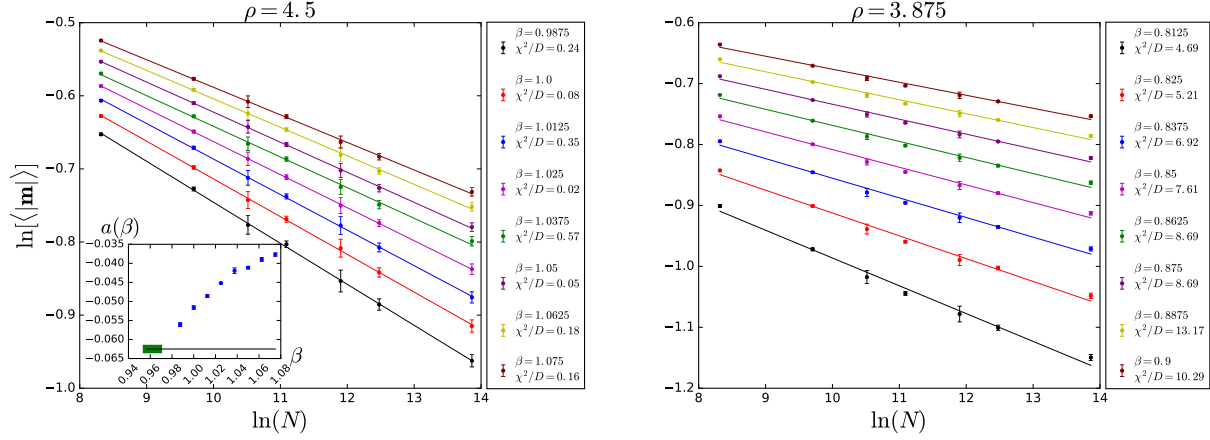 ρ = 4.5
ln[⟨|m|⟩]
−0.5
−0.6
−0.7
−0.8
−0.9
−1.0
8 9 10 11 12 13 14
ln(N)
a(β)
−0.035
−0.040
−0.045
−0.050
−0.055
−0.060
−0.065
0.94 0.96 0.98 1.00 1.02 1.04 1.06 1.08
β
β = 0.9875
χ²/D = 0.24
β = 1.0
χ²/D = 0.08
β = 1.0125
χ²/D = 0.35
β = 1.025
χ²/D = 0.02
β = 1.0375
χ²/D = 0.57
β = 1.05
χ²/D = 0.05
β = 1.0625
χ²/D = 0.18
β = 1.075
χ²/D = 0.16
ρ = 3.875
−0.6
−0.7
−0.8
−0.9
−1.0
−1.1
−1.2
8 9 10 11 12 13 14
ln(N)
β = 0.8125
χ²/D = 4.69
β = 0.825
χ²/D = 5.21
β = 0.8375
χ²/D = 6.92
β = 0.85
χ²/D = 7.61
β = 0.8625
χ²/D = 8.69
β = 0.875
χ²/D = 8.69
β = 0.8875
χ²/D = 13.17
β = 0.9
χ²/D = 10.29